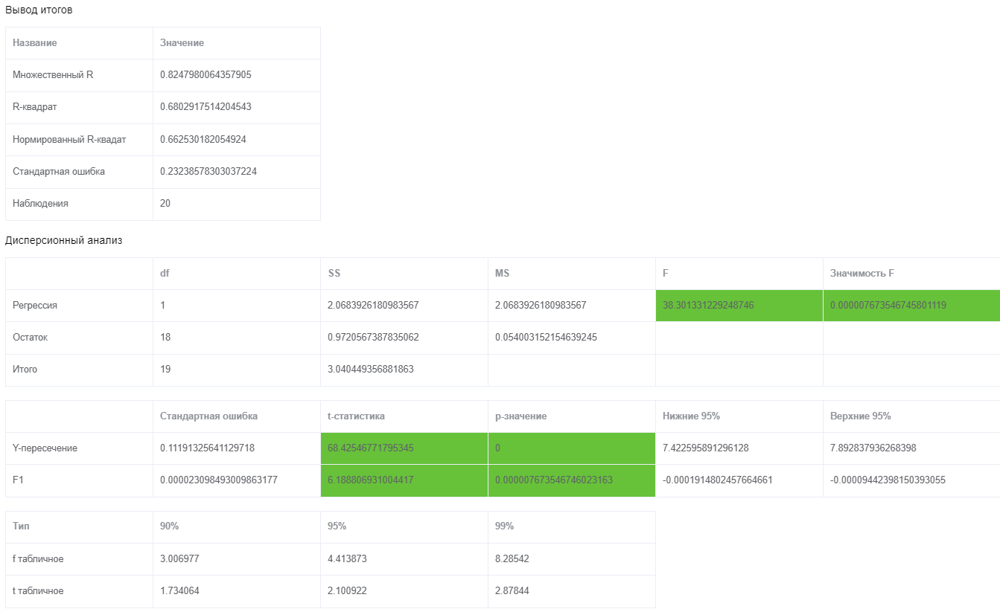 Вывод итогов
Название Значение
Множественный R 0.8247980064357905
R-квадрат 0.6802917514204543
Нормированный R-квадат 0.662530182054924
Стандартная ошибка 0.23238578303037224
Наблюдения 20
Дисперсионный анализ
df SS MS F Значимость F
Регрессия 1 2.0683926180983567 2.0683926180983567 38.301331229248746 0.000007673546745801119
Остаток 18 0.9720567387835062 0.054003152154639245
Итого 19 3.040449356881863
Стандартная ошибка t-статистика p-значение Нижние 95% Верхние 95%
Y-пересечение 0.11191325641129718 68.42546771795345 0 7.422595891296128 7.892837936268398
F1 0.000023098493009863177 6.188806931004417 0.000007673546746023163 -0.0001914802457664661 -0.00009442398150393055
Тип 90% 95% 99%
f табличное 3.006977 4.413873 8.28542
t табличное 1.734064 2.100922 2.87844